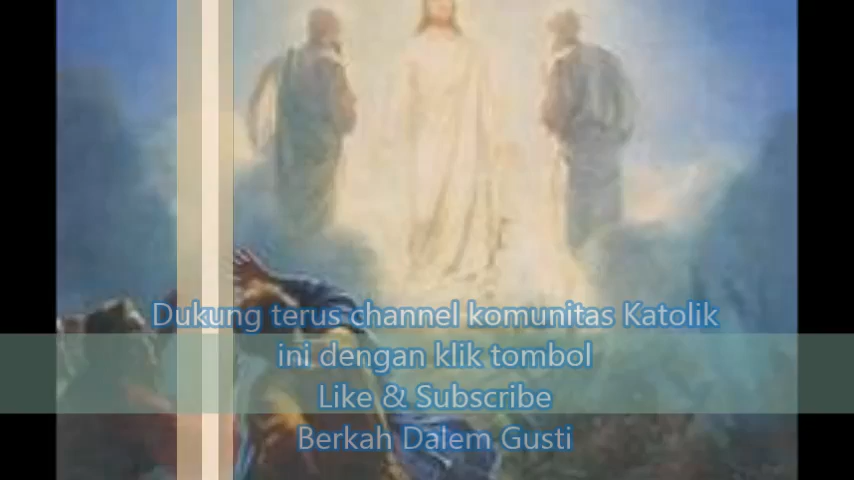 Dukung terus channel komunitas Katolik
ini dengan klik tombol
Like & Subscribe
Berkah Dalem Gusti